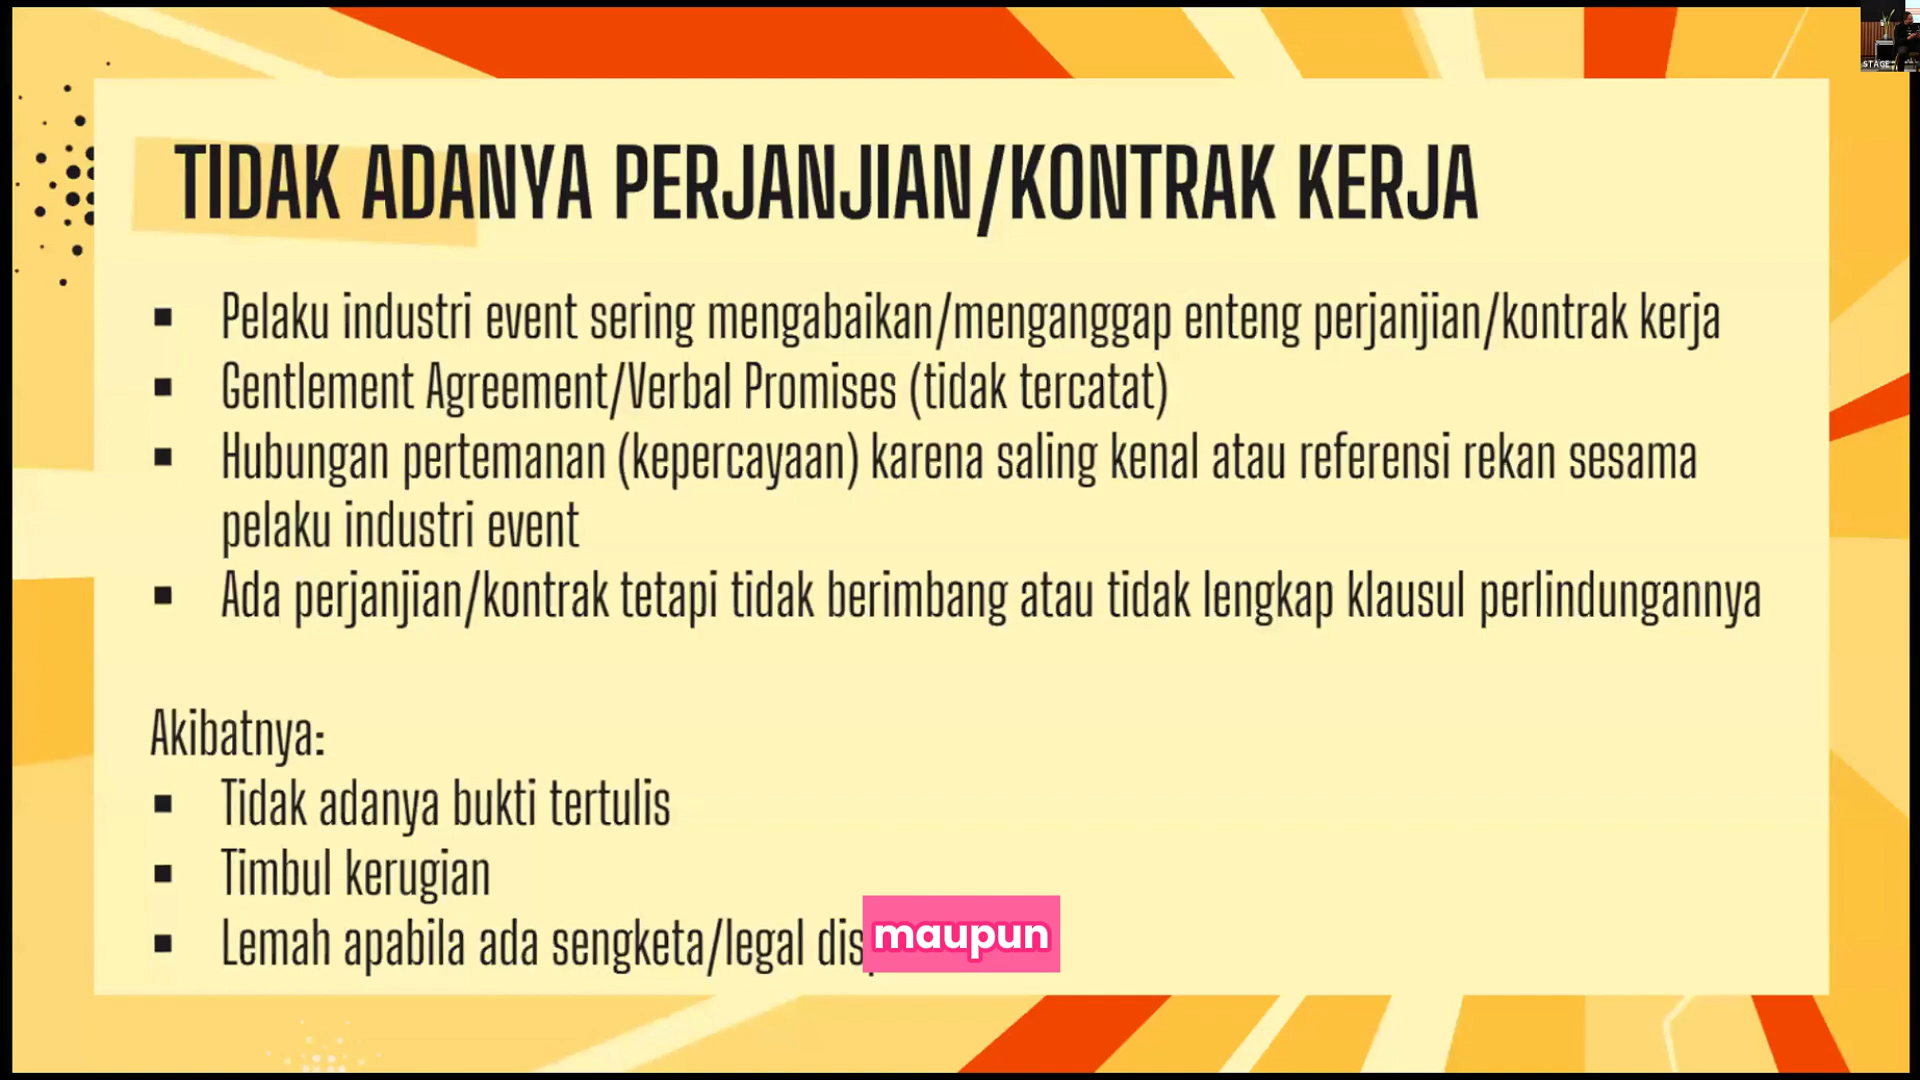 STAGE
TIDAK ADANYA PERJANJIAN/KONTRAK KERJA
▪ Pelaku industri event sering mengabaikan/menganggap enteng perjanjian/kontrak kerja
▪ Gentlement Agreement/Verbal Promises (tidak tercatat)
▪ Hubungan pertemanan (kepercayaan) karena saling kenal atau referensi rekan sesama
pelaku industri event
▪ Ada perjanjian/kontrak tetapi tidak berimbang atau tidak lengkap klausul perlindungannya
Akibatnya:
▪ Tidak adanya bukti tertulis
▪ Timbul kerugian
▪ Lemah apabila ada sengketa/legal
maupun